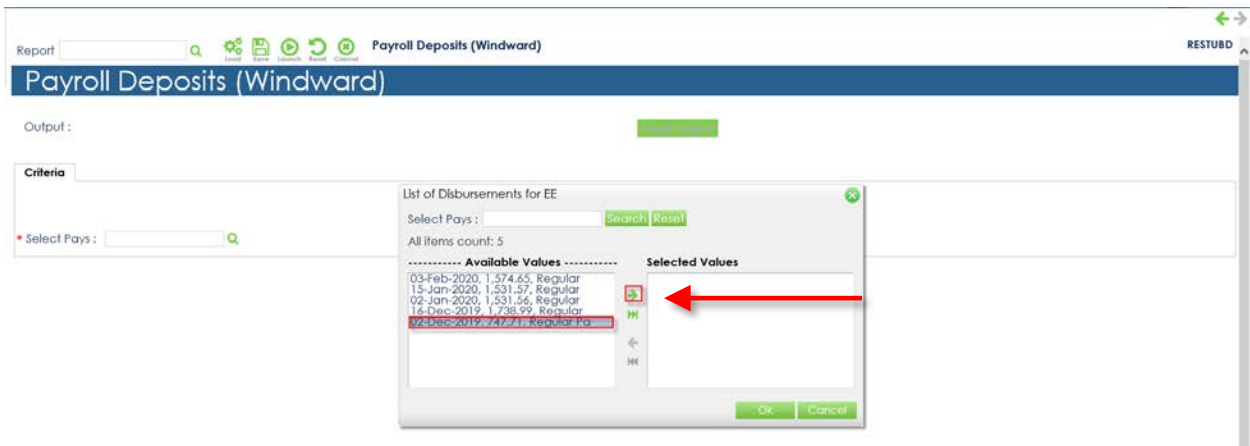 Report
Load Save Launch Reset Cancel
Payroll Deposits (Windward)
RESTUBD
Payroll Deposits (Windward)
Output :
Criteria
* Select Pays :
List of Disbursements for EE
Select Pays :
Search Reset
All items count: 5
----------- Available Values -----------
Selected Values
03-Feb-2020, 1,574.65, Regular
15-Jan-2020, 1,531.57, Regular
02-Jan-2020, 1,531.56, Regular
16-Dec-2019, 1,738.99, Regular
02-Dec-2019, 747.71, Regular Pa
Ok Cancel